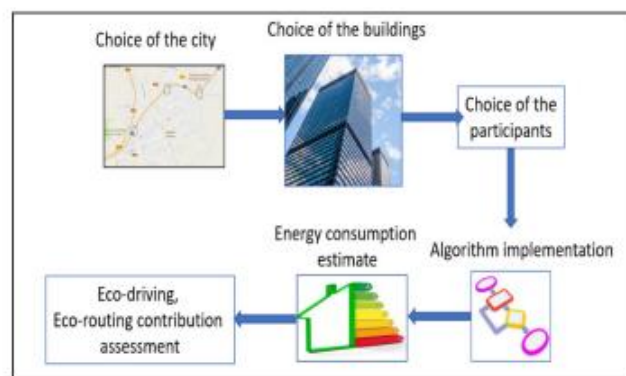 Choice of the city
Choice of the buildings
Choice of the
participants
Algorithm implementation
Energy consumption
estimate
Eco-driving,
Eco-routing contribution
assessment